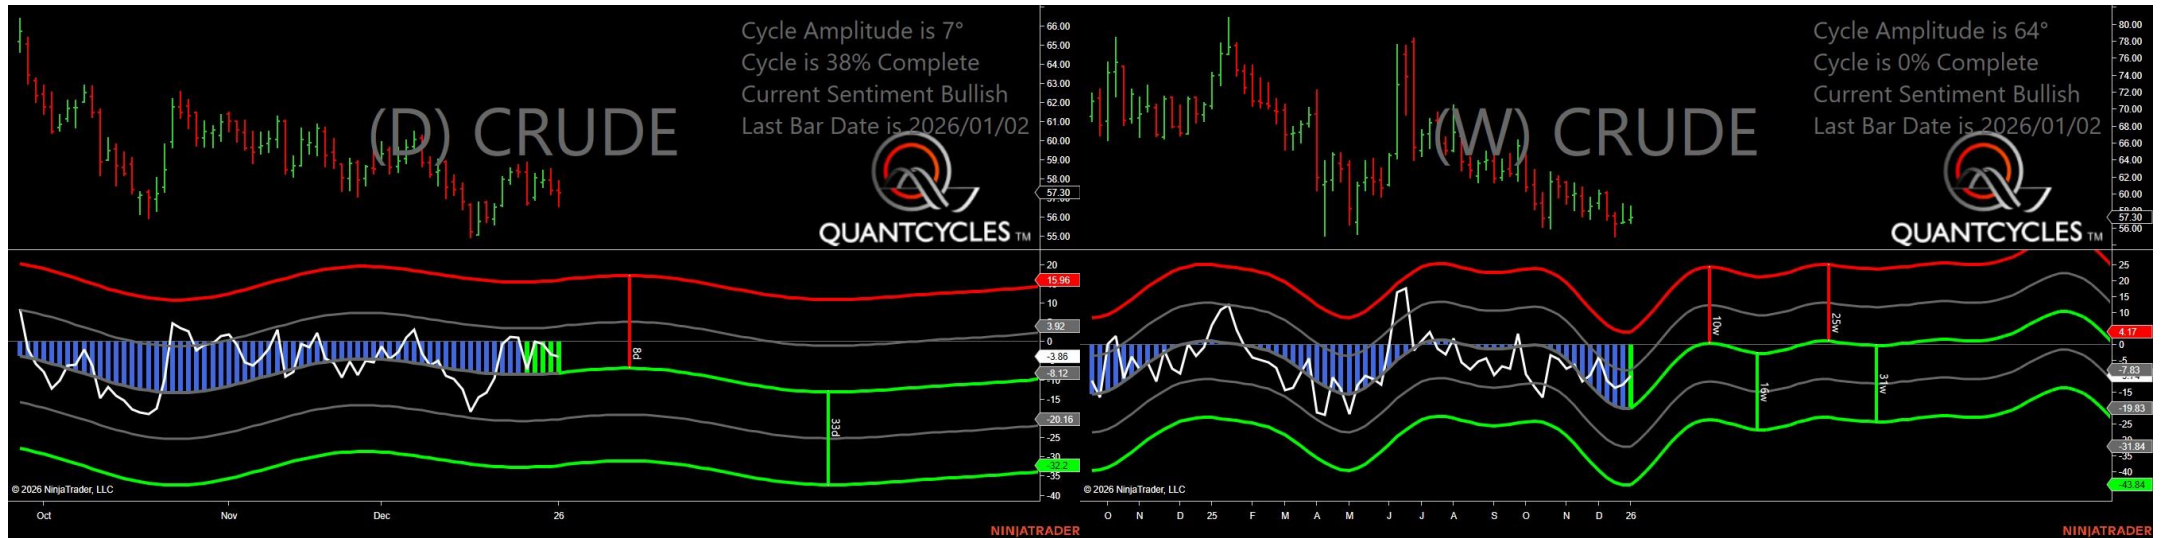 Cycle Amplitude is 7°
Cycle is 38% Complete
Current Sentiment Bullish
Last Bar Date is 2026/01/02
(D) CRUDE
QUANTCYCLES TM
66.00
65.00
64.00
63.00
62.00
61.00
60.00
59.00
58.00
57.30
56.00
55.00
20
15.96
10
3.92
0
-3.86
-8.12
-10
-15
-20.16
-25
-30
-32.2
-35
-40
8d
33d
© 2026 NinjaTrader, LLC
Oct
Nov
Dec
26
NINJATRADER
Cycle Amplitude is 64°
Cycle is 0% Complete
Current Sentiment Bullish
Last Bar Date is 2026/01/02
(W) CRUDE
QUANTCYCLES TM
80.00
78.00
76.00
74.00
72.00
70.00
68.00
66.00
64.00
62.00
60.00
58.00
57.30
56.00
25
20
15
10
4.17
0
-5
-7.83
-15
-19.83
-25
-31.84
-35
-40
-43.84
10w
16w
25w
31w
© 2026 NinjaTrader, LLC
O N D 25 F M A M J J A S O N D 26
NINJATRADER